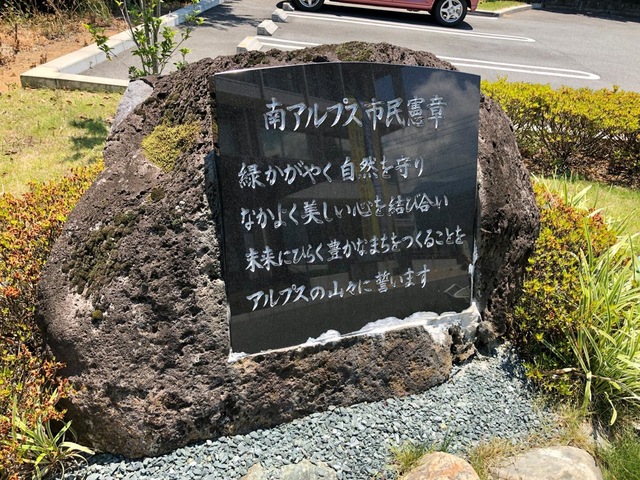 南アルプス市民憲章
緑かがやく自然を守り
なかよく美しい心を結び合い
未来にひらく豊かなまちをつくることを
アルプスの山々に誓います